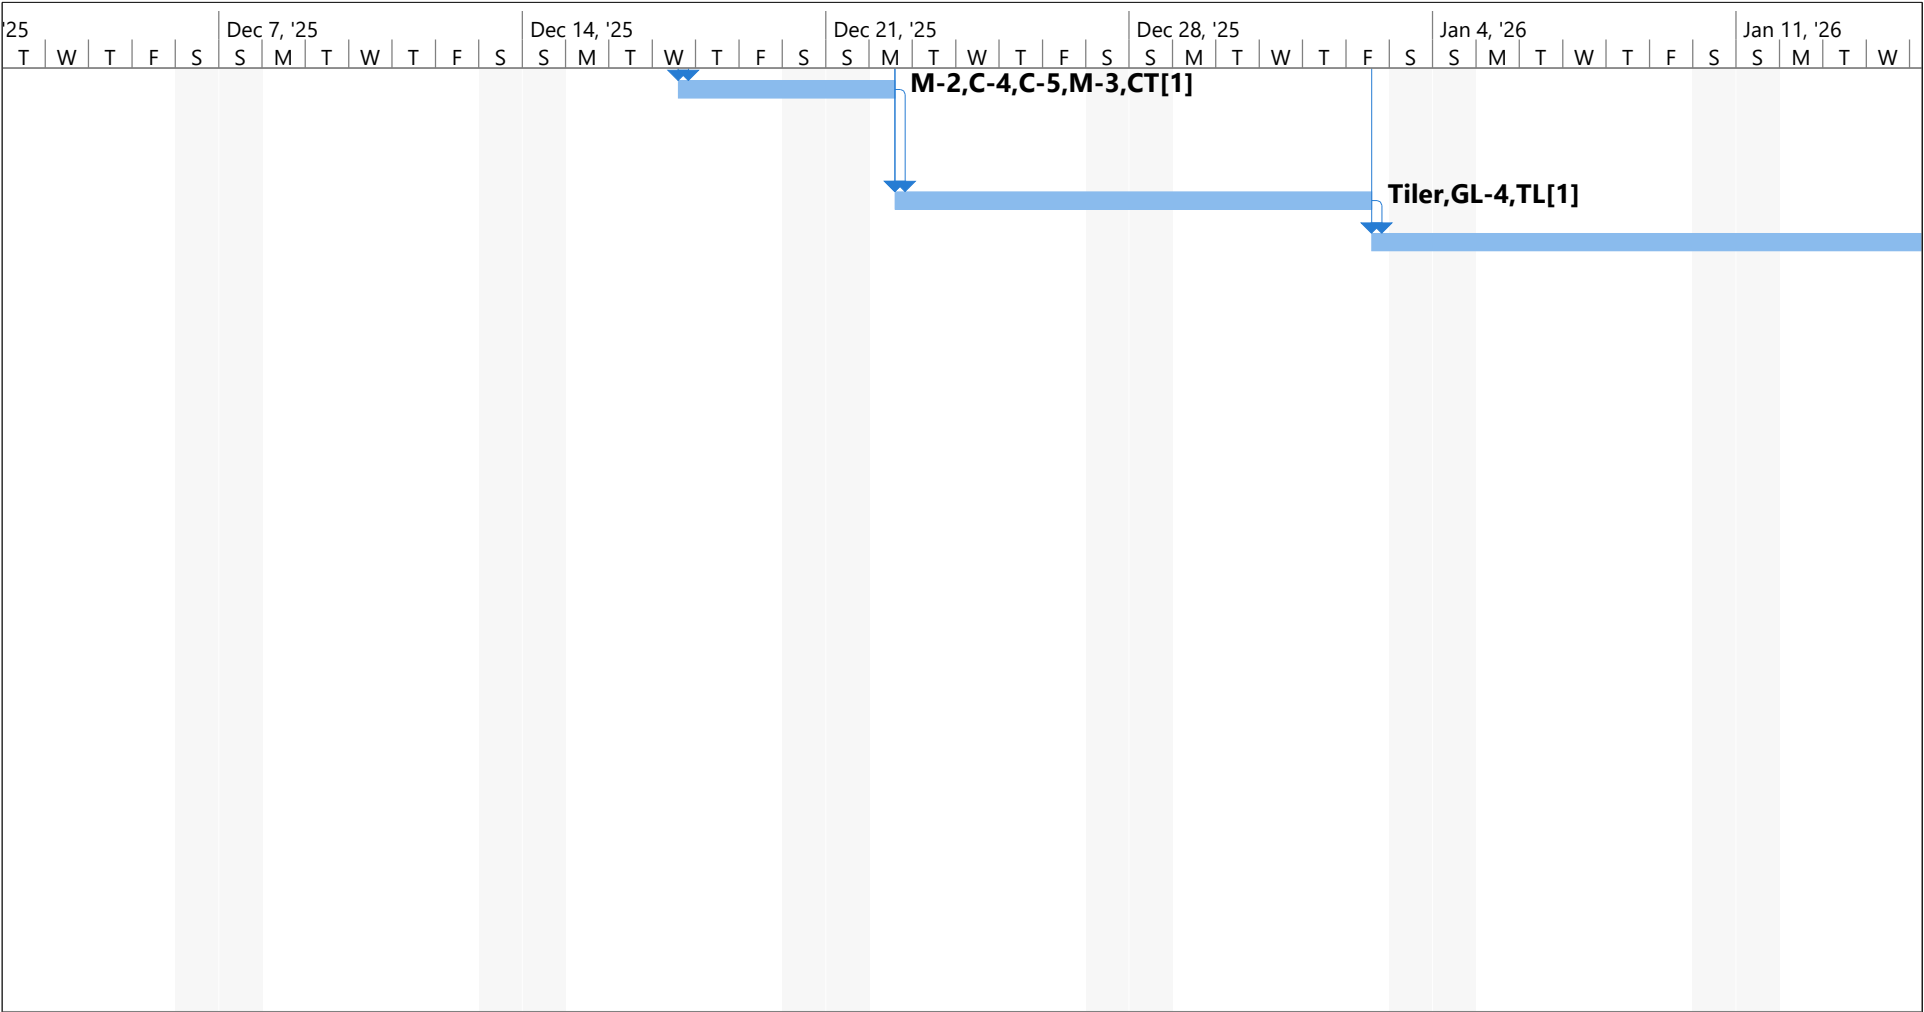 '25 Dec 7, '25 Dec 14, '25 Dec 21, '25 Dec 28, '25 Jan 4, '26 Jan 11, '26
T W T F S S M T W T F S S M T W T F S S M T W T F S S M T W T F S S M T W T F S S M T W
M-2,C-4,C-5,M-3,CT[1]
Tiler,GL-4,TL[1]